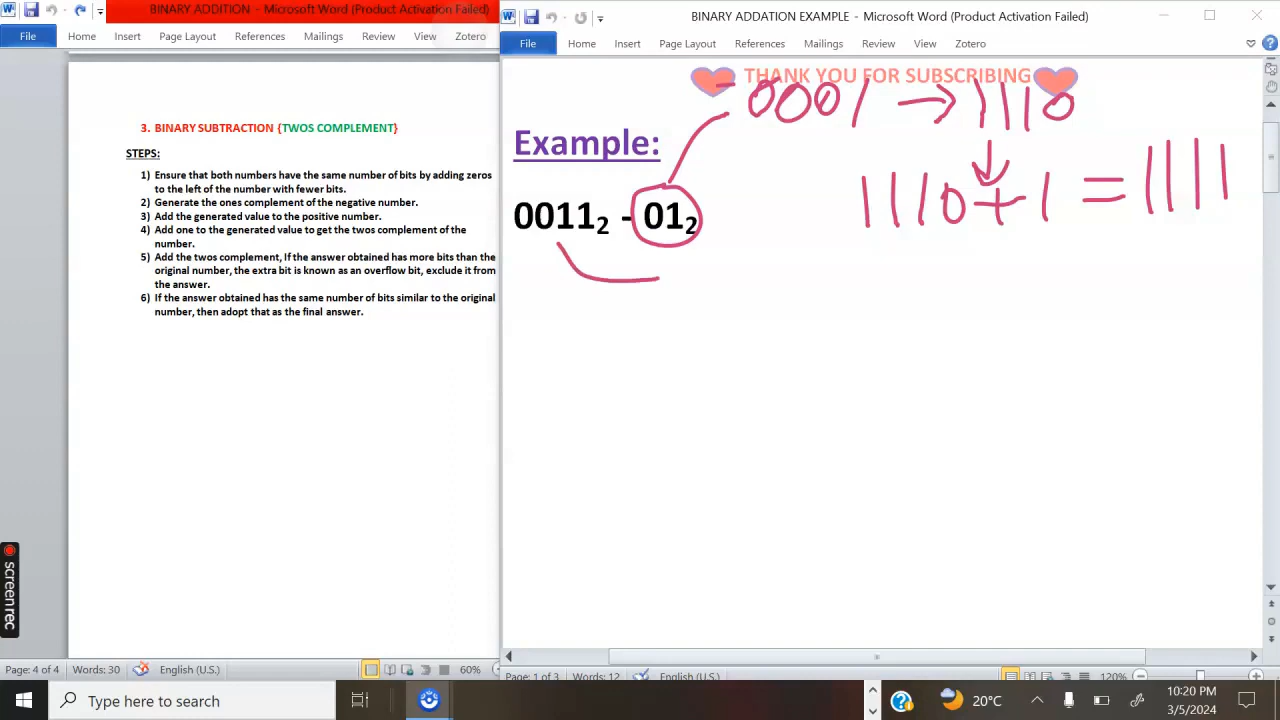 BINARY ADDITION - Microsoft Word (Product Activation Failed)
File Home Insert Page Layout References Mailings Review View Zotero
3. BINARY SUBTRACTION {TWOS COMPLEMENT}
STEPS:
1) Ensure that both numbers have the same number of bits by adding zeros
to the left of the number with fewer bits.
2) Generate the ones complement of the negative number.
3) Add the generated value to the positive number.
4) Add one to the generated value to get the twos complement of the
number.
5) Add the twos complement, If the answer obtained has more bits than the
original number, the extra bit is known as an overflow bit, exclude it from
the answer.
6) If the answer obtained has the same number of bits similar to the original
number, then adopt that as the final answer.
Page: 4 of 4 Words: 30 English (U.S.) 60%
BINARY ADDATION EXAMPLE - Microsoft Word (Product Activation Failed)
File Home Insert Page Layout References Mailings Review View Zotero
THANK YOU FOR SUBSCRIBING
-0001 → 1110
Example:
1110 + 1 = 1111
0011₂ - 01₂
Page: 1 of 3 Words: 12 English (U.S.) 120%
screen rec
Type here to search
20°C
10:20 PM
3/5/2024